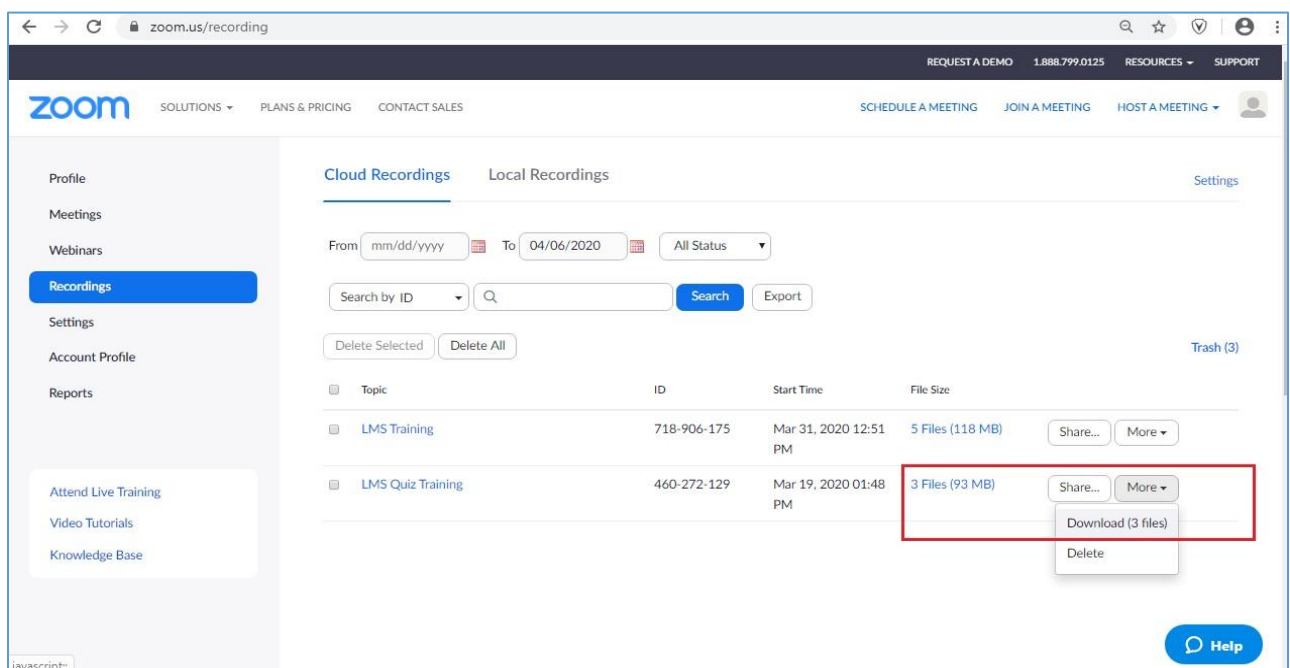 zoom.us/recording
REQUEST A DEMO 1.888.799.0125 RESOURCES SUPPORT
zoom SOLUTIONS PLANS & PRICING CONTACT SALES SCHEDULE A MEETING JOIN A MEETING HOST A MEETING
Profile
Meetings
Webinars
Recordings
Settings
Account Profile
Reports
Attend Live Training
Video Tutorials
Knowledge Base
Cloud Recordings Local Recordings
Settings
From mm/dd/yyyy To 04/06/2020 All Status
Search by ID Search Export
Delete Selected Delete All Trash (3)
Topic ID Start Time File Size
LMS Training 718-906-175 Mar 31, 2020 12:51 5 Files (118 MB) Share... More
PM
LMS Quiz Training 460-272-129 Mar 19, 2020 01:48 3 Files (93 MB) Share... More
PM
Download (3 files)
Delete
Help
javascript:;